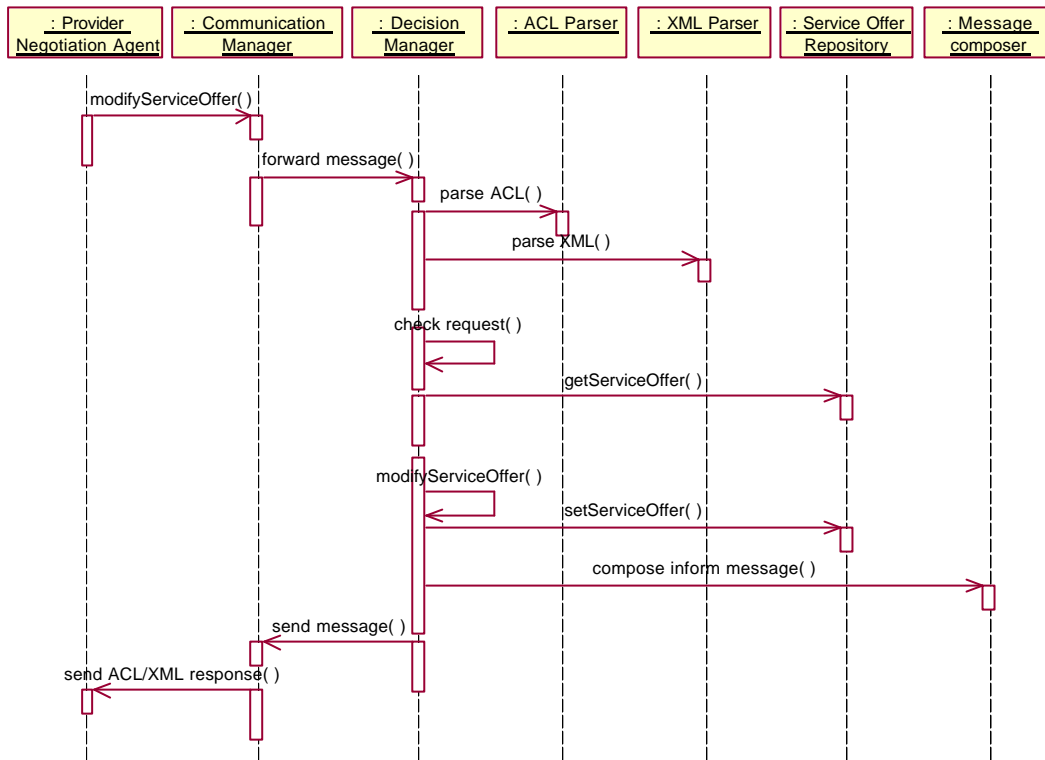 : Provider
Negotiation Agent
: Communication
Manager
: Decision
Manager
: ACL Parser
: XML Parser
: Service Offer
Repository
: Message
composer
modifyServiceOffer( )
forward message( )
parse ACL( )
parse XML( )
check request( )
getServiceOffer( )
modifyServiceOffer( )
setServiceOffer( )
compose inform message( )
send message( )
send ACL/XML response( )